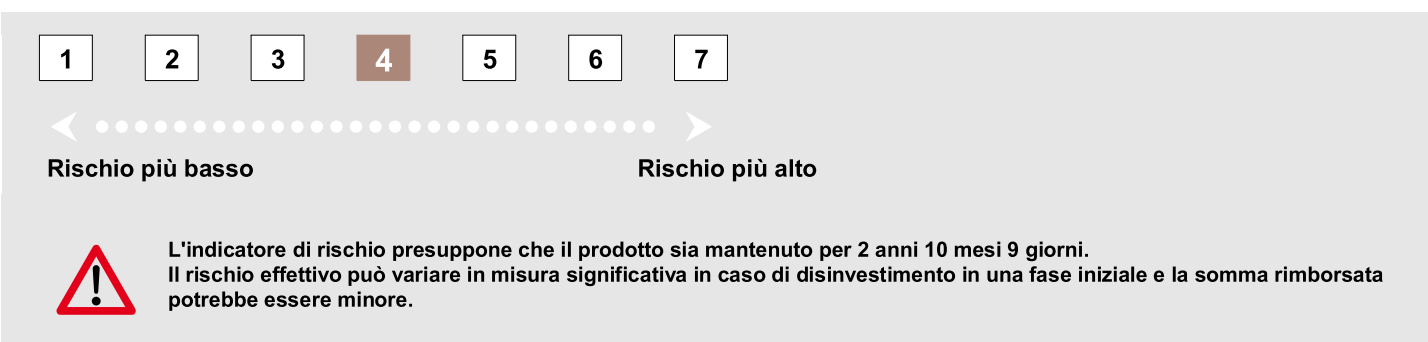 1 2 3 4 5 6 7
Rischio più basso Rischio più alto
L'indicatore di rischio presuppone che il prodotto sia mantenuto per 2 anni 10 mesi 9 giorni.
Il rischio effettivo può variare in misura significativa in caso di disinvestimento in una fase iniziale e la somma rimborsata
potrebbe essere minore.